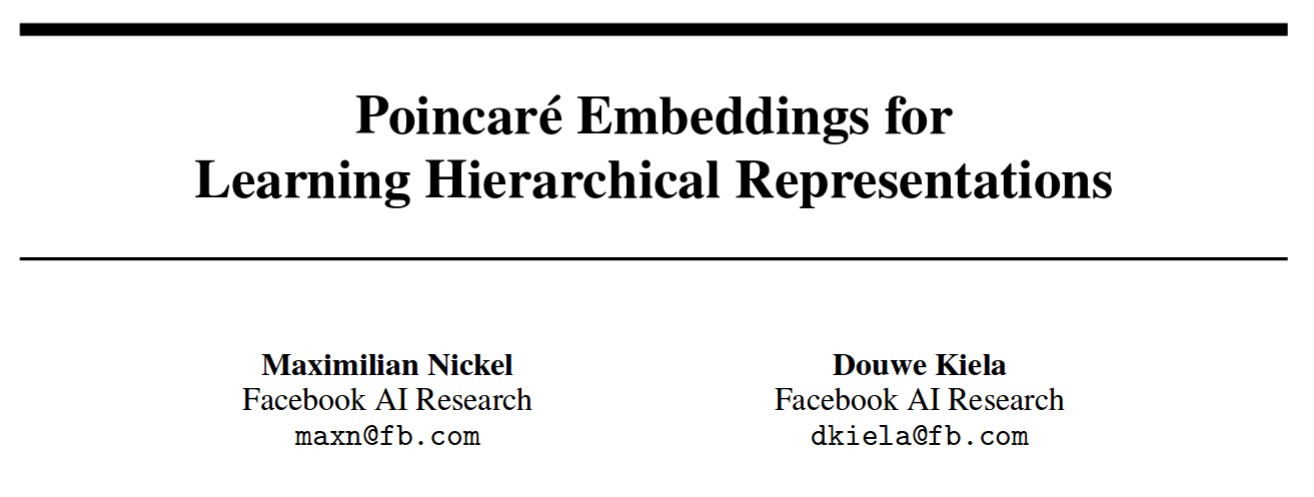 Poincaré Embeddings for
Learning Hierarchical Representations
Maximilian Nickel
Facebook AI Research
maxn@fb.com
Douwe Kiela
Facebook AI Research
dkiela@fb.com